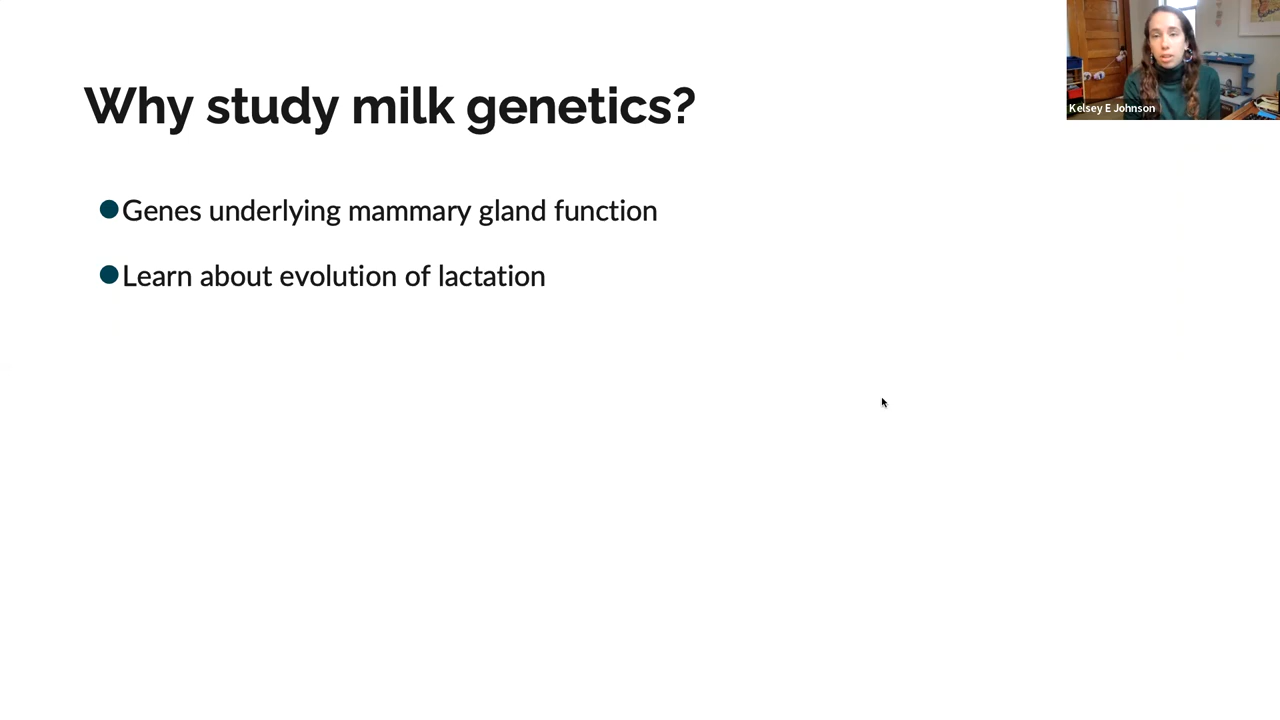 Why study milk genetics?
Kelsey E Johnson
Genes underlying mammary gland function
Learn about evolution of lactation